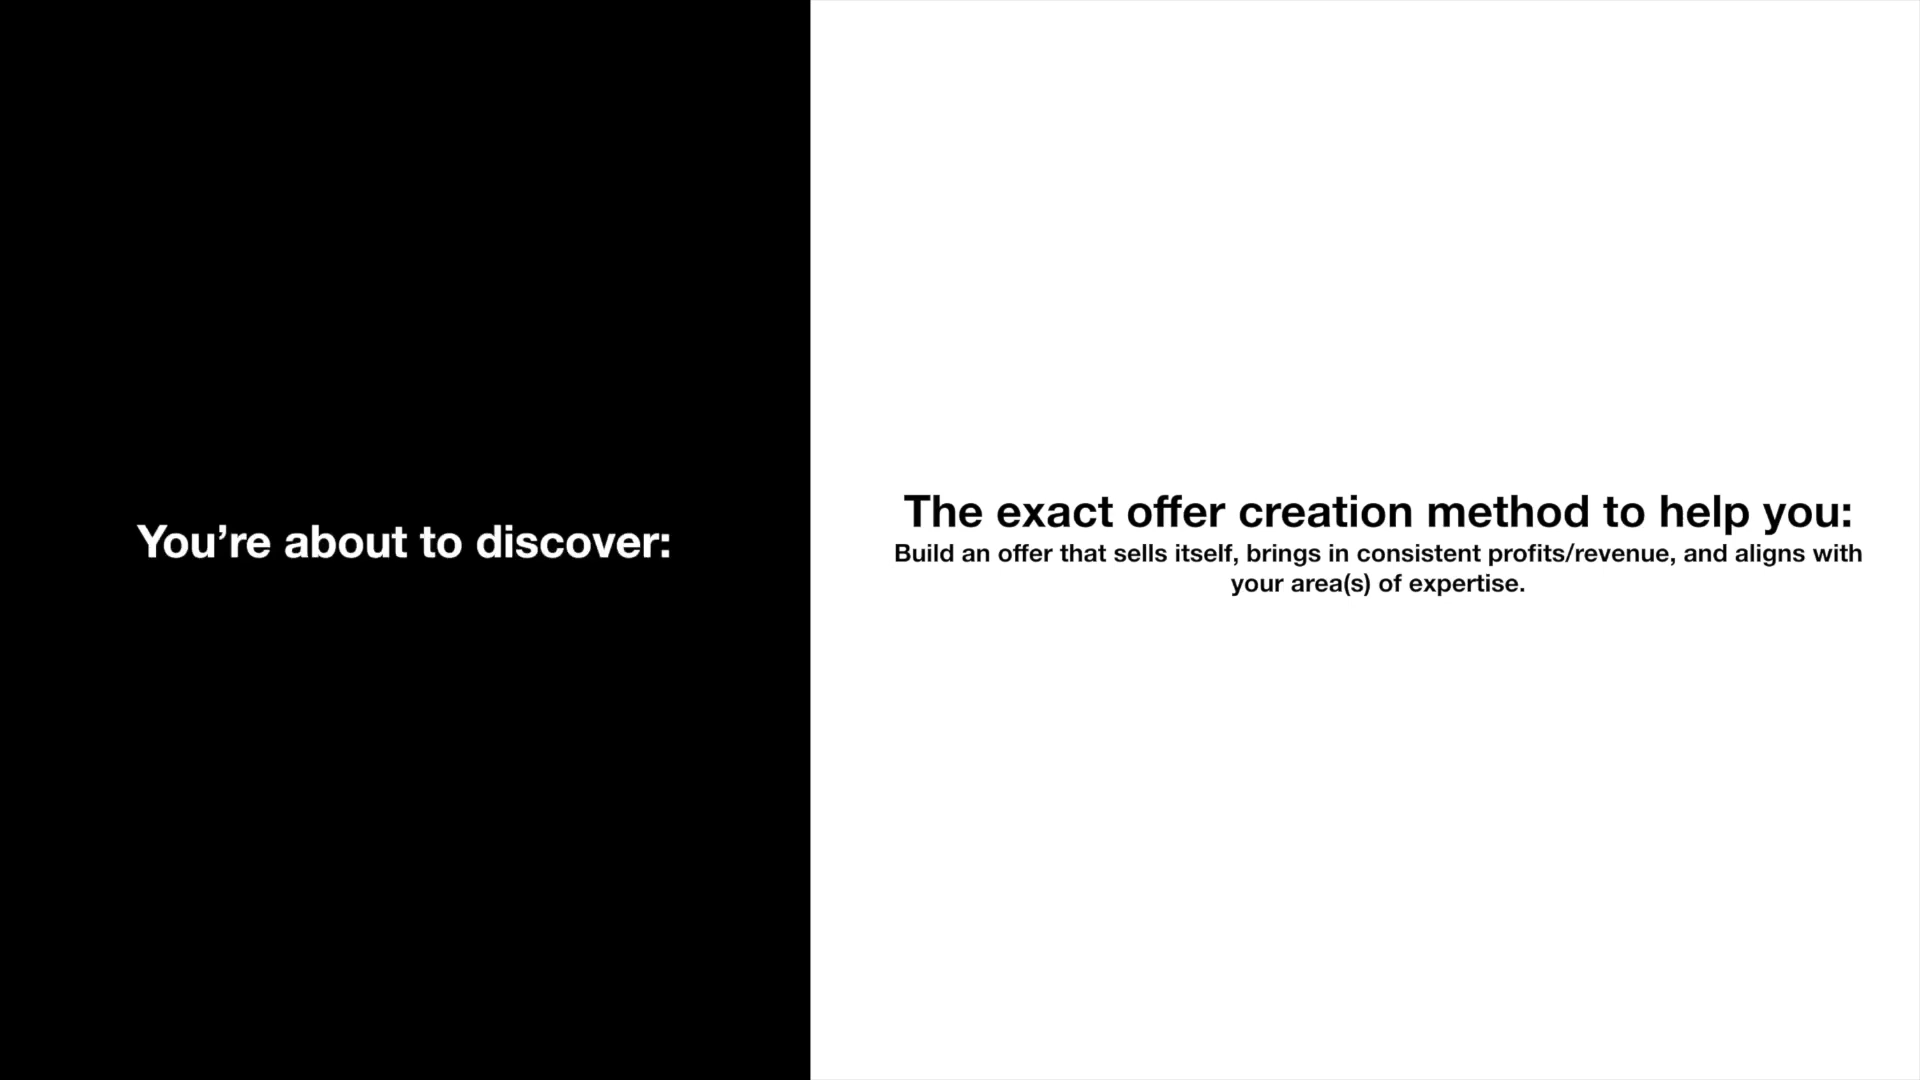 You’re about to discover:
The exact offer creation method to help you:
Build an offer that sells itself, brings in consistent profits/revenue, and aligns with
your area(s) of expertise.